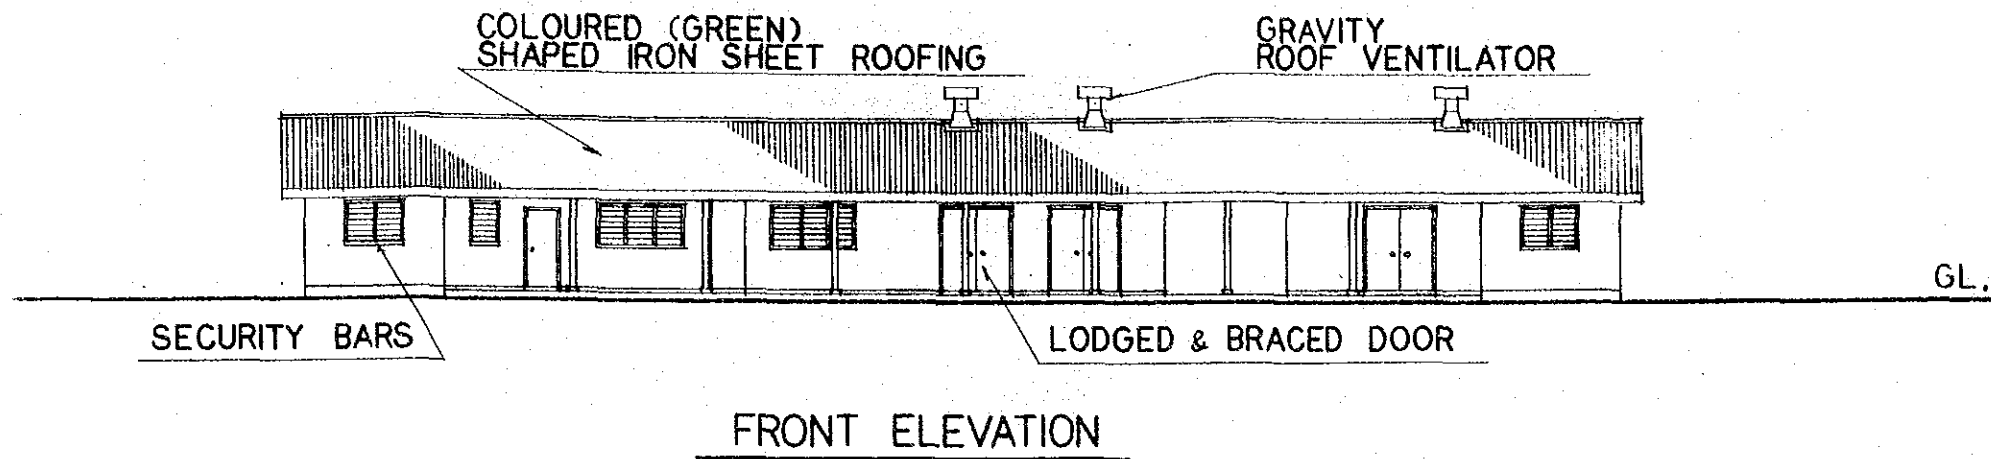 COLOURED (GREEN)
SHAPED IRON SHEET ROOFING
GRAVITY
ROOF VENTILATOR
GL.
SECURITY BARS
LODGED & BRACED DOOR
FRONT ELEVATION